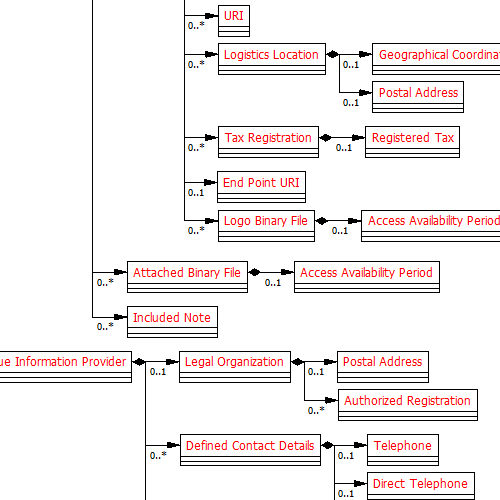 URI
0..*
Logistics Location
Geographical Coordina
0..* 0..1
Postal Address
0..1
Tax Registration
Registered Tax
0..* 0..1
End Point URI
0..1
Logo Binary File
Access Availability Period
0..* 0..1
Attached Binary File
Access Availability Period
0..* 0..1
Included Note
0..*
ue Information Provider
Legal Organization
Postal Address
0..1 0..1
Authorized Registration
0..*
Defined Contact Details
Telephone
0..* 0..1
Direct Telephone
0..1